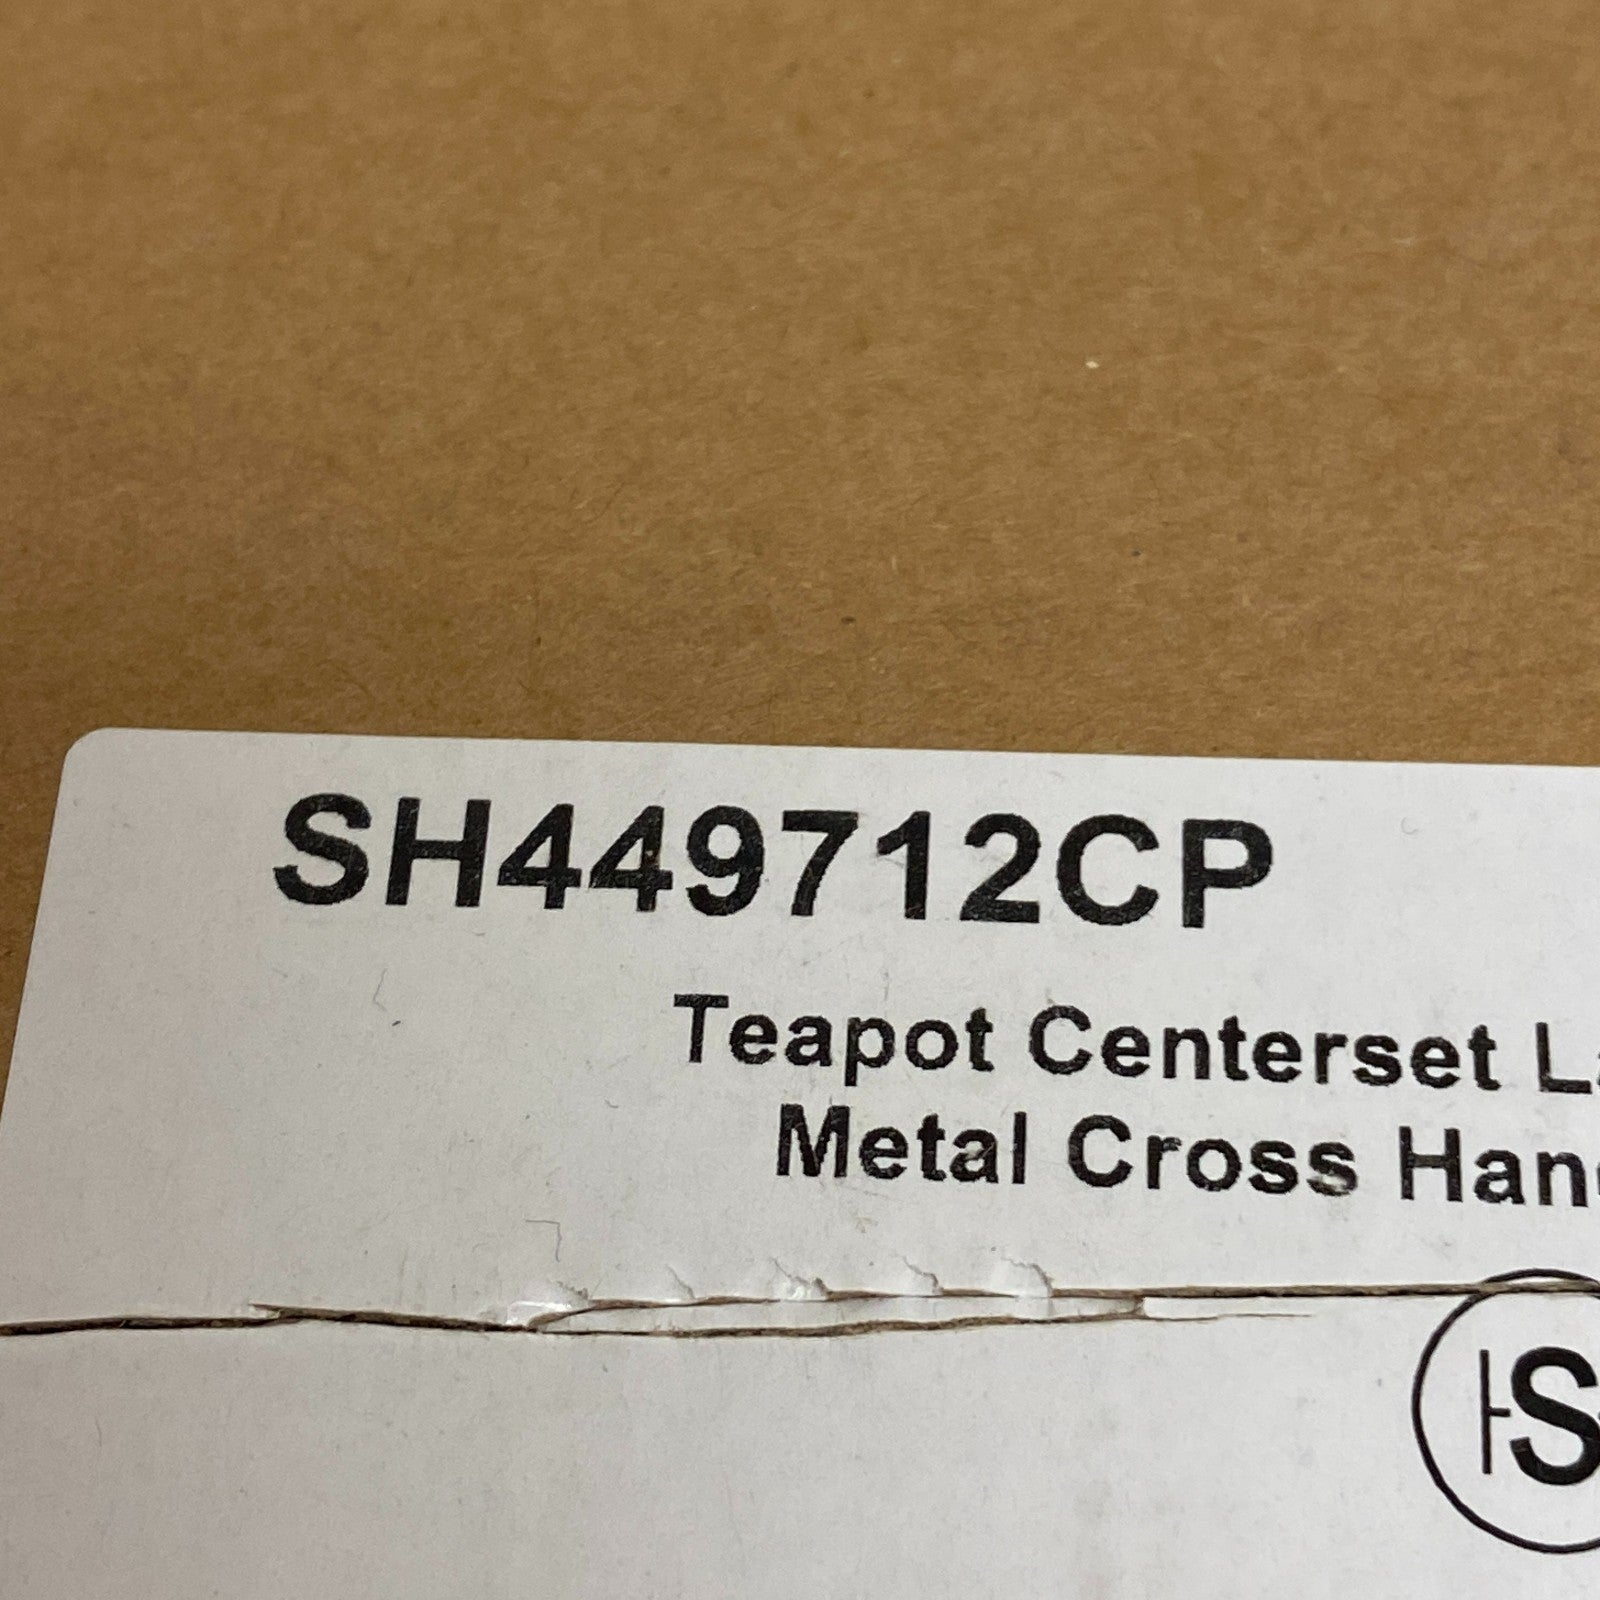 SH449712CP
Teapot Centerset
Metal Cross